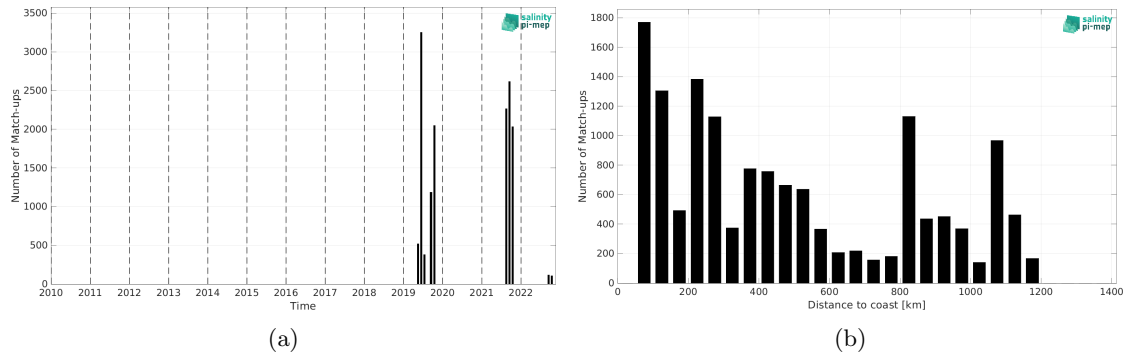 3500
3000
2500
2000
1500
1000
500
0
Number of Match-ups
2010 2011 2012 2013 2014 2015 2016 2017 2018 2019 2020 2021 2022
Time
salinity
pi-mep
(a)
1800
1600
1400
1200
1000
800
600
400
200
0
Number of Match-ups
0 200 400 600 800 1000 1200 1400
Distance to coast [km]
salinity
pi-mep
(b)